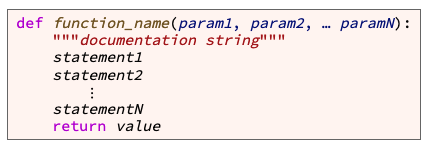 def function_name(param1, param2, … paramN):
"""documentation string"""
statement1
statement2
⋮
statementN
return value